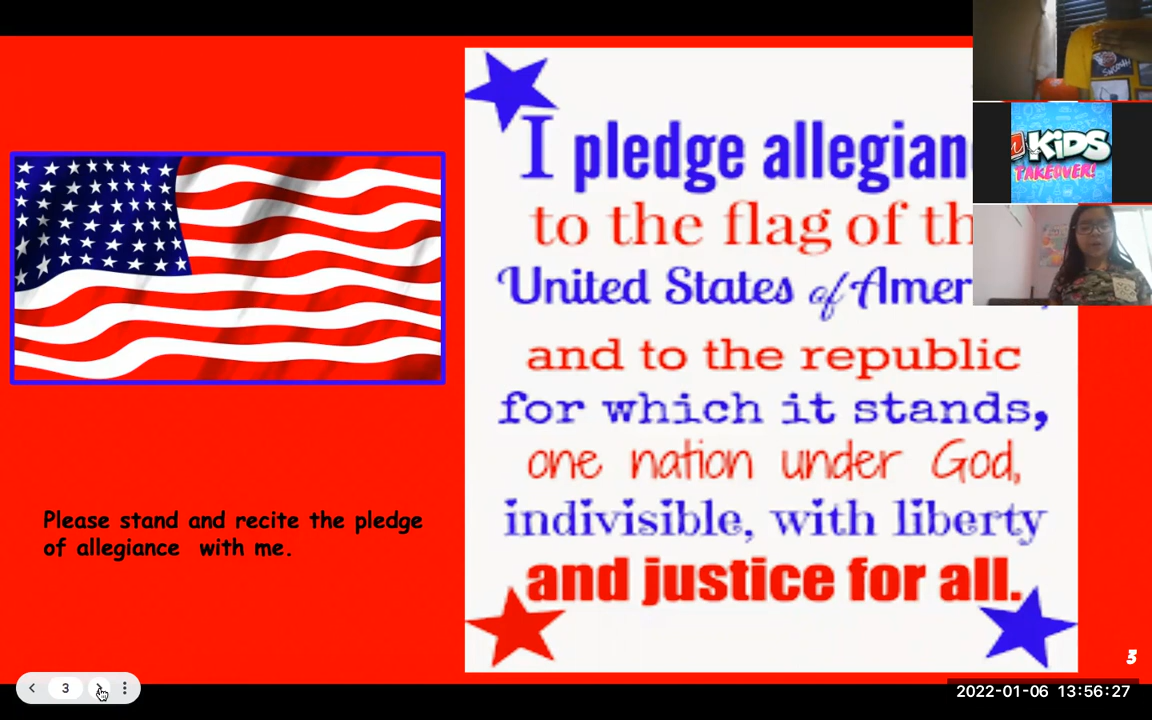 I pledge allegian
to the flag of th
United States of Amer
and to the republic
for which it stands,
one nation under God,
indivisible, with liberty
and justice for all.
Please stand and recite the pledge
of allegiance with me.
KiDS
TAKEOVER!
3
3
2022-01-06 13:56:27